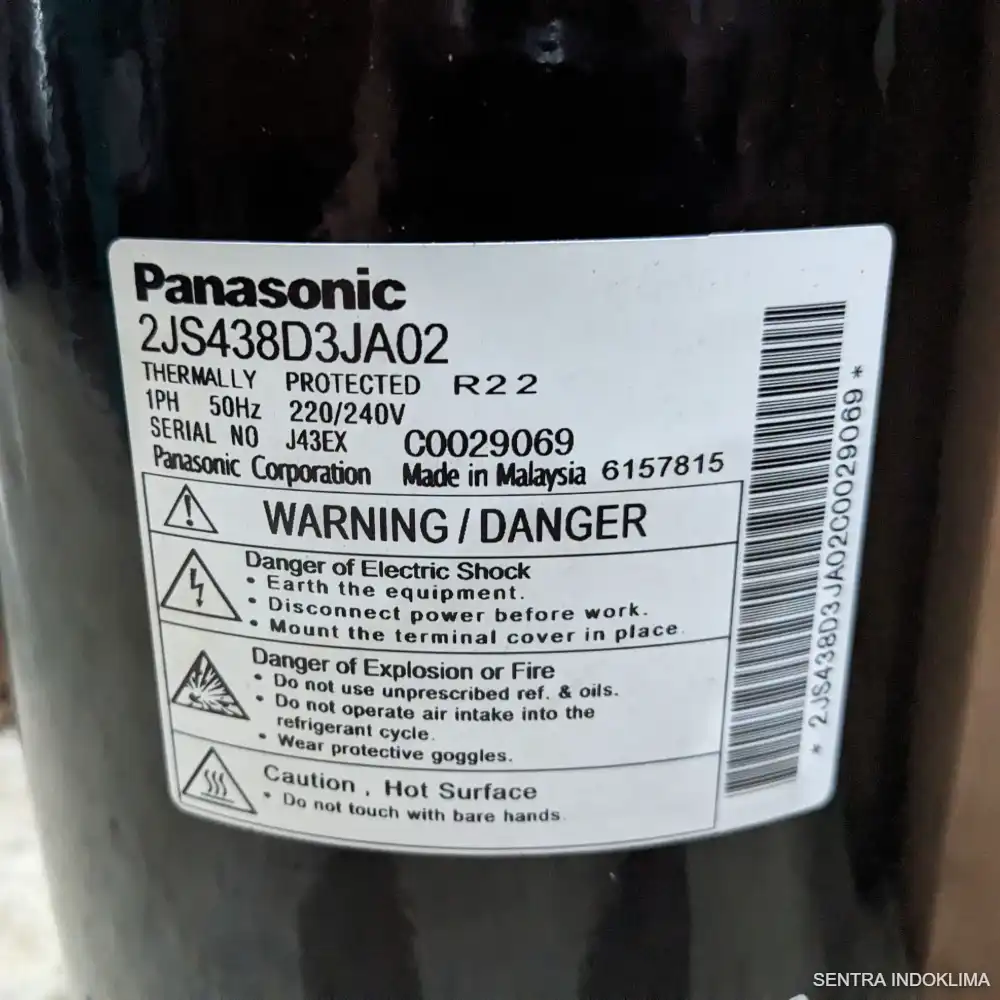 Panasonic
2JS438D3JA02
THERMALLY PROTECTED R22
1PH 50Hz 220/240V
SERIAL NO J43EX C0029069
Panasonic Corporation Made in Malaysia 6157815
WARNING / DANGER
Danger of Electric Shock
• Earth the equipment.
• Disconnect power before work.
• Mount the terminal cover in place.
Danger of Explosion or Fire
• Do not use unprescribed ref. & oils.
• Do not operate air intake into the
refrigerant cycle.
• Wear protective goggles.
Caution , Hot Surface
• Do not touch with bare hands.
* 2JS438D3JA02C0029069 *
SENTRA INDOKLIMA